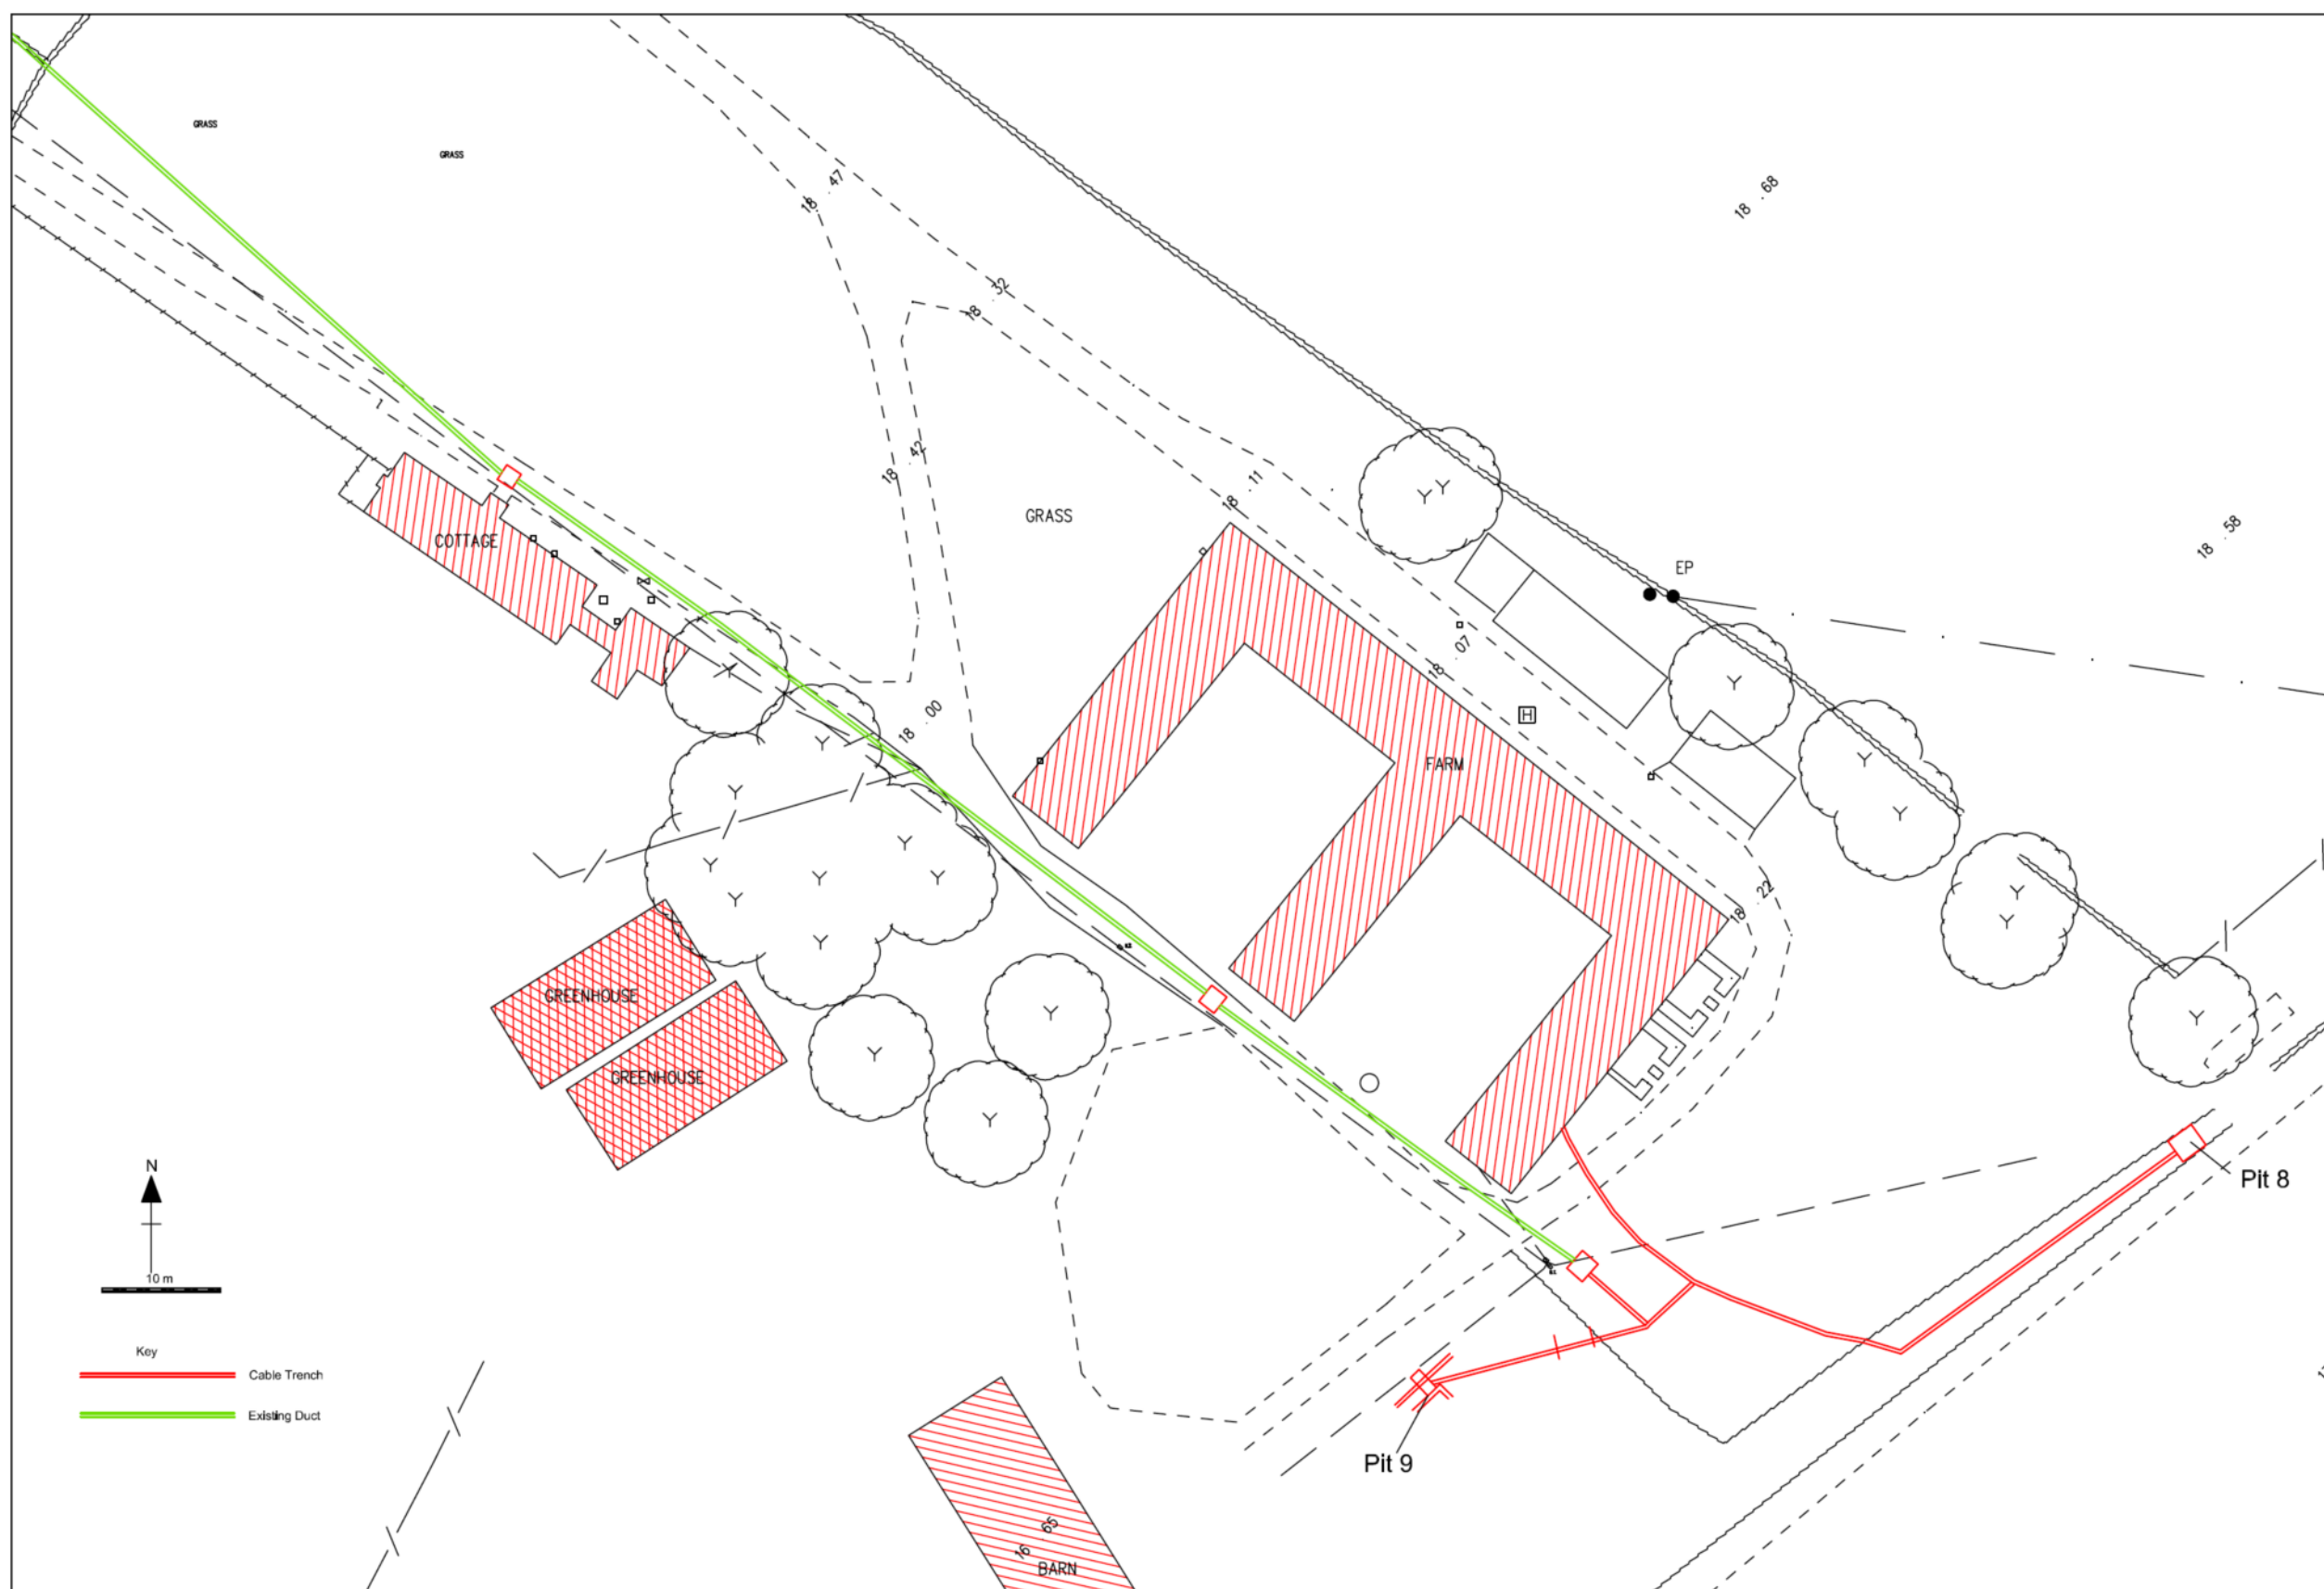 GRASS
GRASS
18 . 47
18 . 68
18 . 32
18 . 42
18 . 11
GRASS
18 . 58
EP
COTTAGE
18 . 07
H
18 . 00
FARM
18 . 22
GREENHOUSE
GREENHOUSE
N
10 m
Pit 8
Key
Cable Trench
Existing Duct
Pit 9
16 . 65
BARN